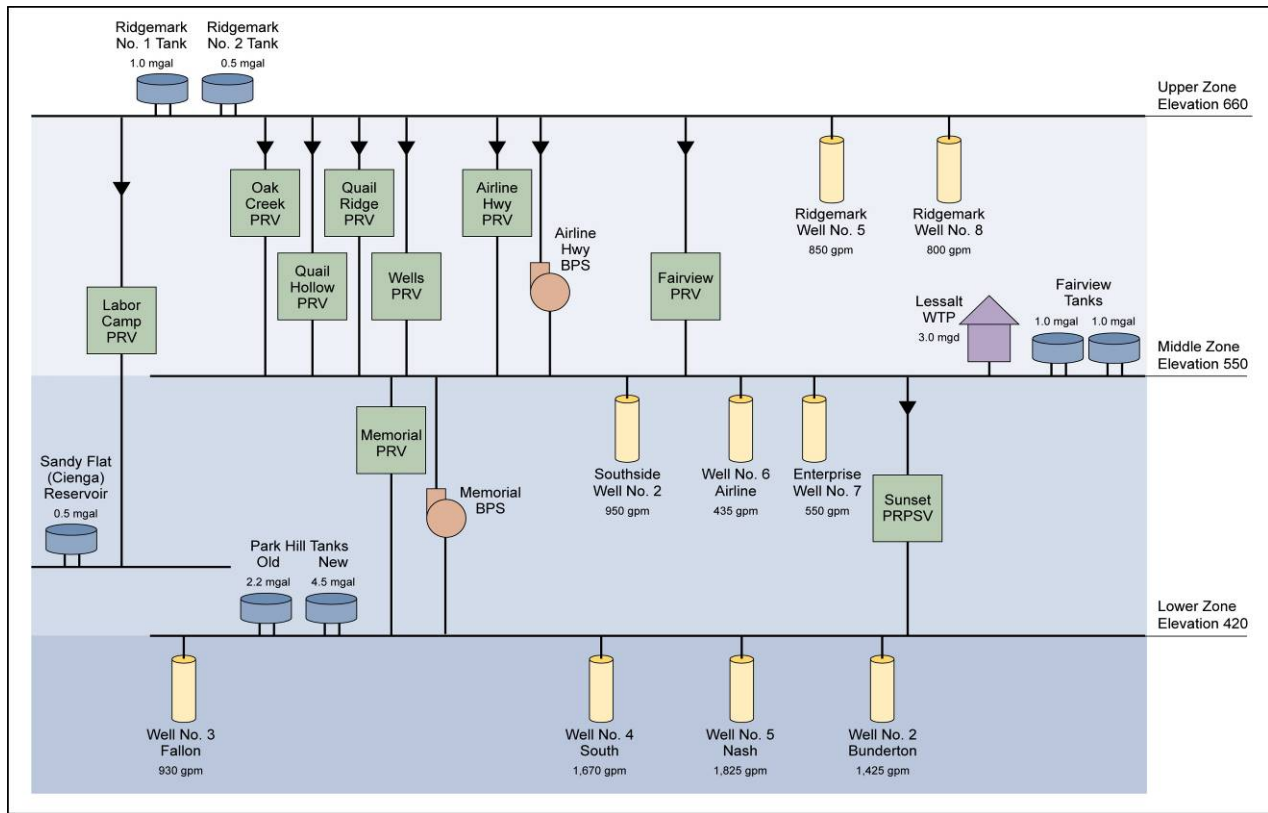 Ridgemark
No. 1 Tank
1.0 mgal
Ridgemark
No. 2 Tank
0.5 mgal
Upper Zone
Elevation 660
Oak
Creek
PRV
Quail
Hollow
PRV
Quail
Ridge
PRV
Wells
PRV
Airline
Hwy
PRV
Airline
Hwy
BPS
Fairview
PRV
Ridgemark
Well No. 5
850 gpm
Ridgemark
Well No. 8
800 gpm
Labor
Camp
PRV
Lessalt
WTP
3.0 mgd
Fairview
Tanks
1.0 mgal
1.0 mgal
Middle Zone
Elevation 550
Memorial
PRV
Memorial
BPS
Southside
Well No. 2
950 gpm
Well No. 6
Airline
435 gpm
Enterprise
Well No. 7
550 gpm
Sunset
PRPSV
Sandy Flat
(Cienga)
Reservoir
0.5 mgal
Park Hill Tanks
Old
New
2.2 mgal
4.5 mgal
Lower Zone
Elevation 420
Well No. 3
Fallon
930 gpm
Well No. 4
South
1,670 gpm
Well No. 5
Nash
1,825 gpm
Well No. 2
Bunderton
1,425 gpm